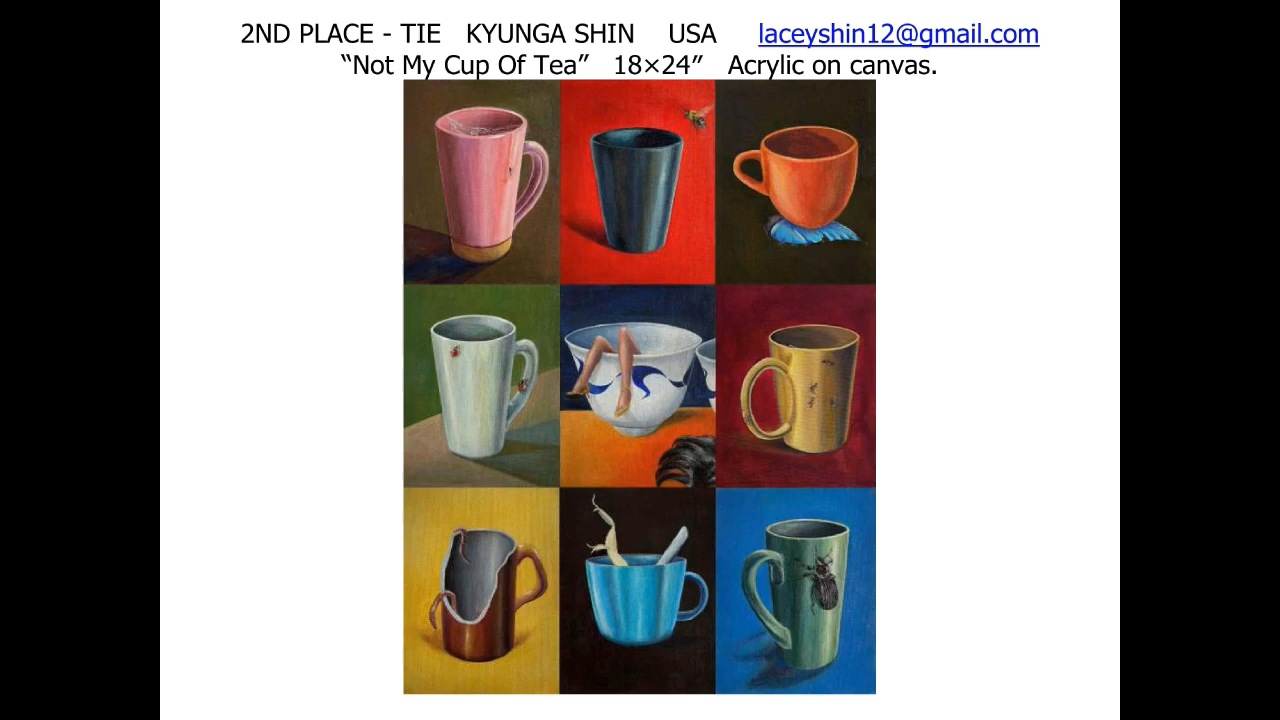 2ND PLACE - TIE KYUNGA SHIN USA laceyshin12@gmail.com
“Not My Cup Of Tea” 18×24” Acrylic on canvas.